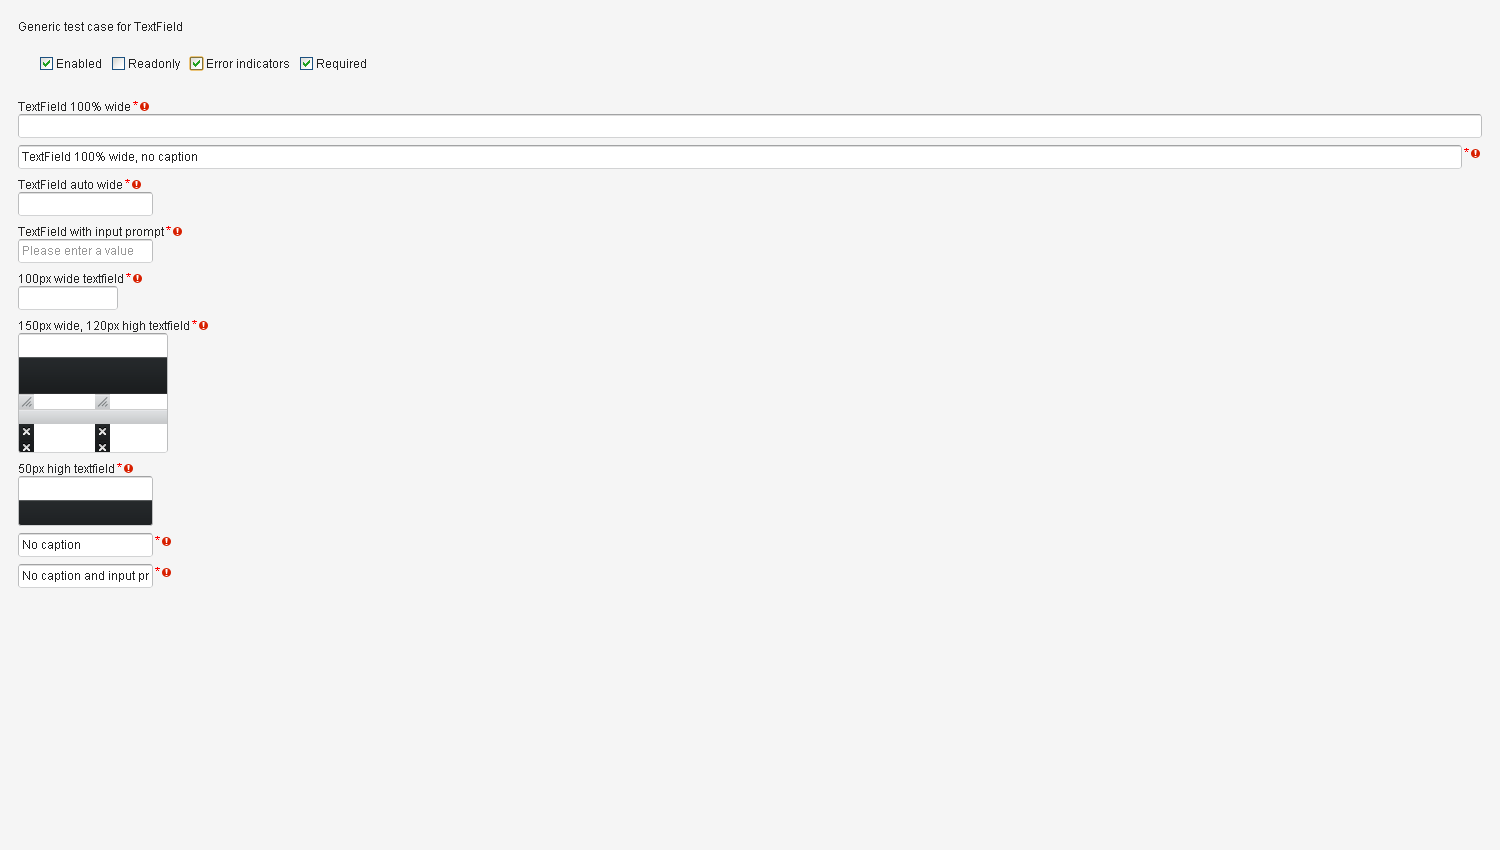 Generic test case for TextField
Enabled Readonly Error indicators Required
TextField 100% wide *
TextField 100% wide, no caption *
TextField auto wide *
TextField with input prompt *
Please enter a value
100px wide textfield *
150px wide, 120px high textfield *
50px high textfield *
No caption *
No caption and input pr *